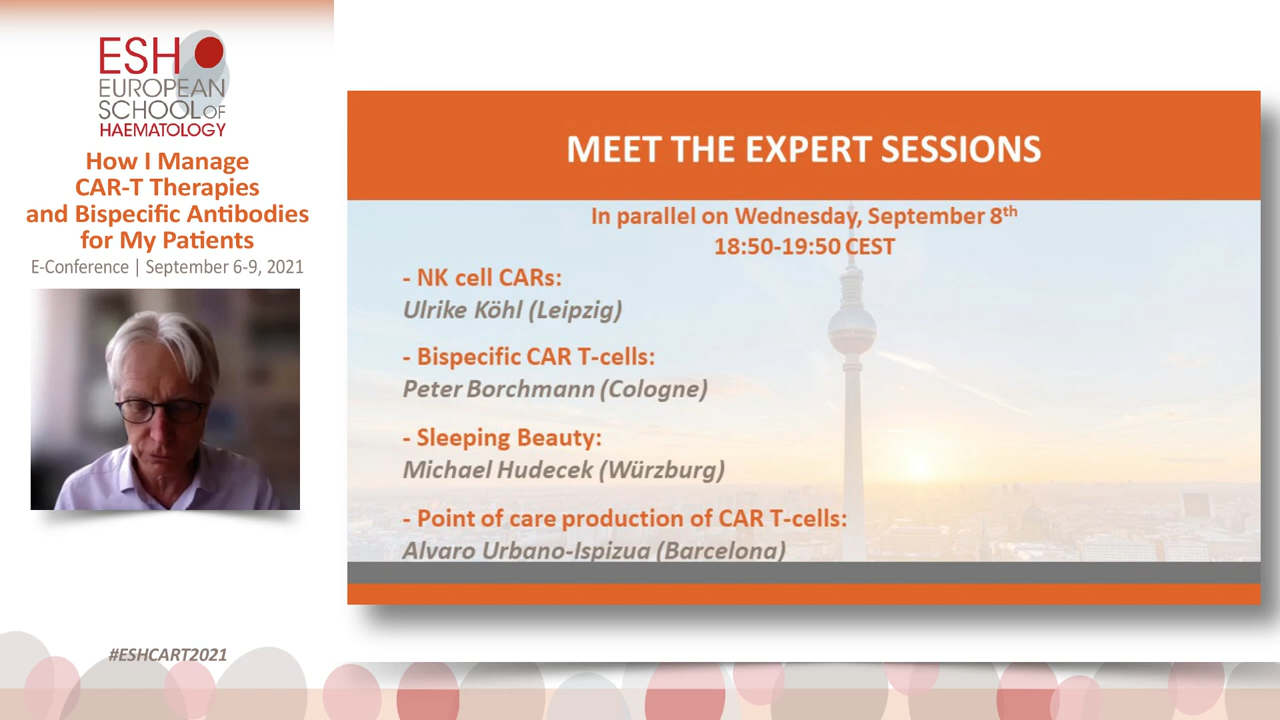 ESH
EUROPEAN
SCHOOL OF
HAEMATOLOGY
How I Manage
CAR-T Therapies
and Bispecific Antibodies
for My Patients
E-Conference | September 6-9, 2021
#ESHCART2021
MEET THE EXPERT SESSIONS
In parallel on Wednesday, September 8th
18:50-19:50 CEST
- NK cell CARs:
Ulrike Köhl (Leipzig)
- Bispecific CAR T-cells:
Peter Borchmann (Cologne)
- Sleeping Beauty:
Michael Hudecek (Würzburg)
- Point of care production of CAR T-cells:
Alvaro Urbano-Ispizua (Barcelona)